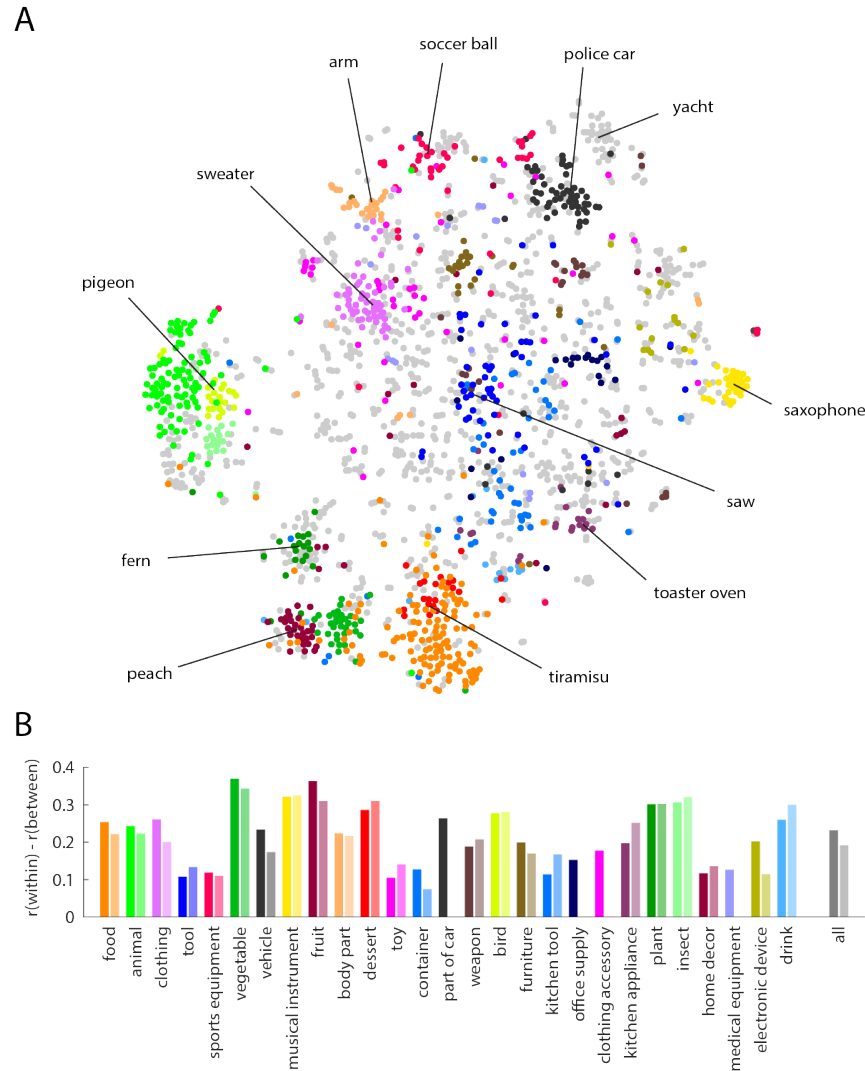 A
soccer ball
police car
arm
yacht
sweater
pigeon
saxophone
saw
fern
toaster oven
peach
tiramisu
B
r(within) - r(between)
0.4
0.3
0.2
0.1
0
food
animal
clothing
tool
sports equipment
vegetable
vehicle
musical instrument
fruit
body part
dessert
toy
container
part of car
weapon
bird
furniture
kitchen tool
office supply
clothing accessory
kitchen appliance
plant
insect
home decor
medical equipment
electronic device
drink
all